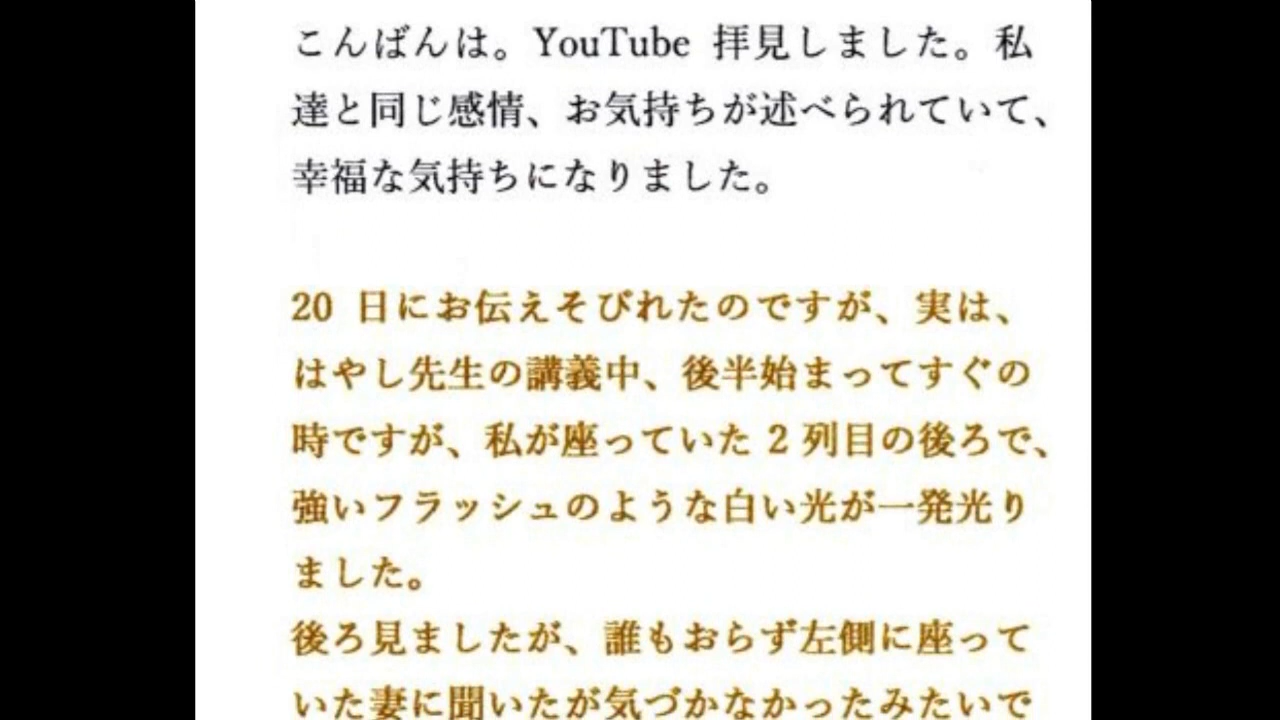 こんばんは。YouTube 拝見しました。私
達と同じ感情、お気持ちが述べられていて、
幸福な気持ちになりました。
20 日にお伝えそびれたのですが、実は、
はやし先生の講義中、後半始まってすぐの
時ですが、私が座っていた 2 列目の後ろで、
強いフラッシュのような白い光が一発光り
ました。
後ろ見ましたが、誰もおらず左側に座って
いた妻に聞いたが気づかなかったみたいで